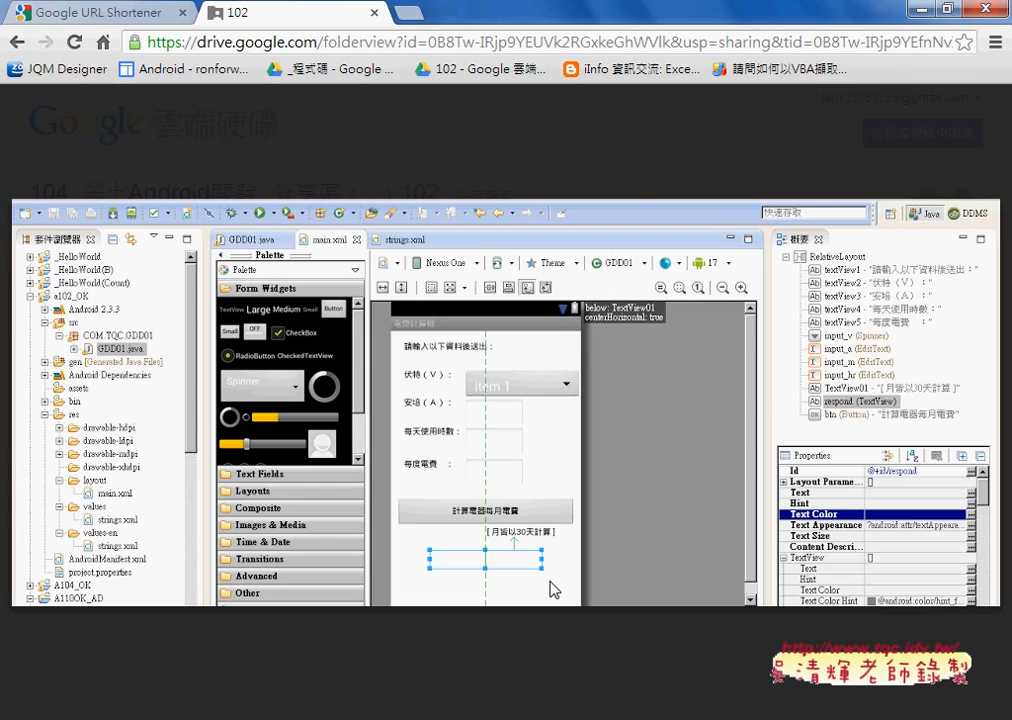 Google URL Shortener
102
https://drive.google.com/folderview?id=0B8Tw-IRjp9YEUVk2RGxkeGhWVlk&usp=sharing&tid=0B8Tw-IRjp9YEfnNv
JQM Designer
Android - ronforw...
_程式碼 - Google ...
102 - Google 雲端...
iInfo 資訊交流: Exce...
請問如何以VBA擷取...
Google 雲端硬碟
快速存取
Java
DDMS
套件瀏覽器
GDD01.java
main.xml
strings.xml
概要
_HelloWorld
_HelloWorld(B)
_HelloWorld(Count)
a102_OK
Android 2.3.3
src
COM.TQC.GDD01
GDD01.java
gen [Generated Java Files]
Android Dependencies
assets
bin
res
drawable-hdpi
drawable-ldpi
drawable-mdpi
drawable-xhdpi
layout
main.xml
values
strings.xml
values-en
strings.xml
AndroidManifest.xml
project.properties
A104_OK
A110OK_AD
Palette
Palette
Form Widgets
TextView Large Medium Small Button
Small
OFF
CheckBox
RadioButton CheckedTextView
Spinner
Text Fields
Layouts
Composite
Images & Media
Time & Date
Transitions
Advanced
Other
Nexus One
Theme
GDD01
17
below: TextView01
centerHorizontal: true
電費計算機
請輸入以下資料後送出：
伏特（V）：
Item 1
安培（A）：
每天使用時數：
每度電費　：
計算電器每月電費
[ 月皆以30天計算 ]
RelativeLayout
textView1 - "請輸入以下資料後送出："
textView2 - "伏特（V）："
textView3 - "安培（A）："
textView4 - "每天使用時數："
textView5 - "每度電費　："
input_v (Spinner)
input_a (EditText)
input_m (EditText)
input_hr (EditText)
TextView01 - "[ 月皆以30天計算 ]"
respond (TextView)
btn (Button) - "計算電器每月電費"
Properties
Id @+id/respond
Layout Parame... []
Text
Hint
Text Color
Text Appearance ?android:attr/textAppeara...
Text Size
Content Descri...
TextView []
Text
Hint
Text Color
Text Color Hint @android:color/hint_f...
http://www.tqc.idv.tw/
吳清輝老師錄製